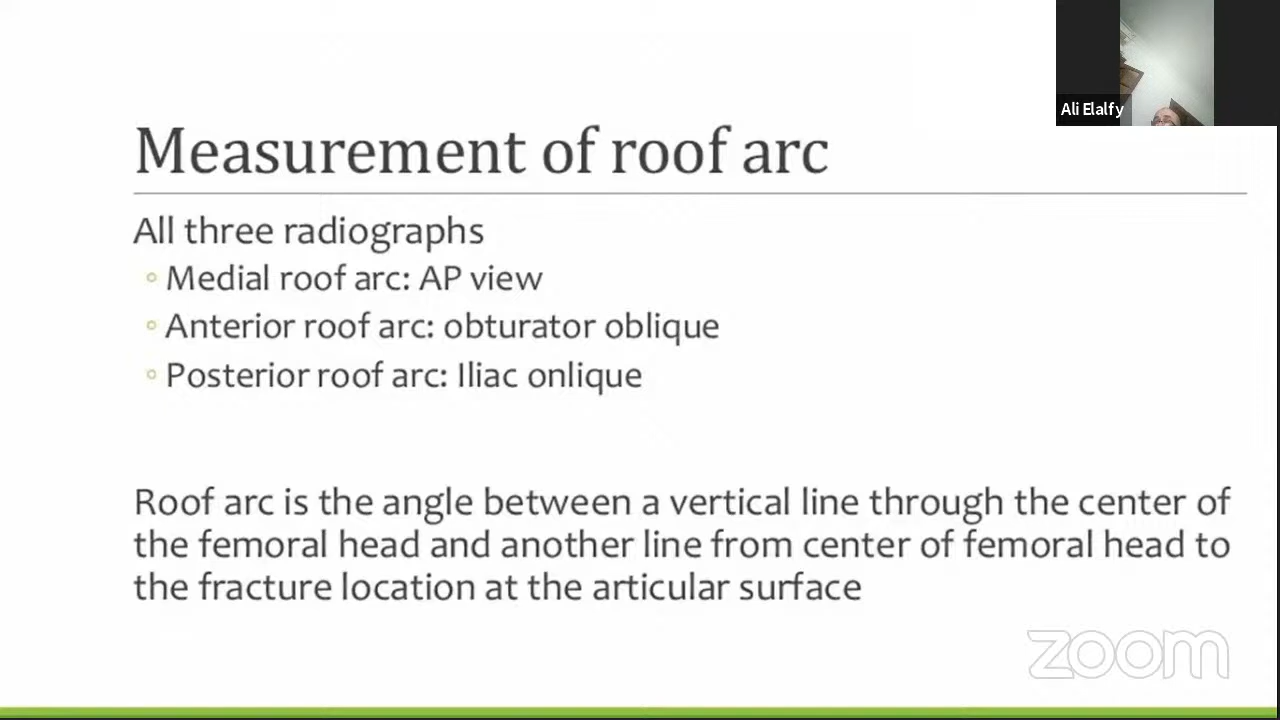 Ali Elalfy
Measurement of roof arc
All three radiographs
◦ Medial roof arc: AP view
◦ Anterior roof arc: obturator oblique
◦ Posterior roof arc: Iliac onlique
Roof arc is the angle between a vertical line through the center of
the femoral head and another line from center of femoral head to
the fracture location at the articular surface
zoom